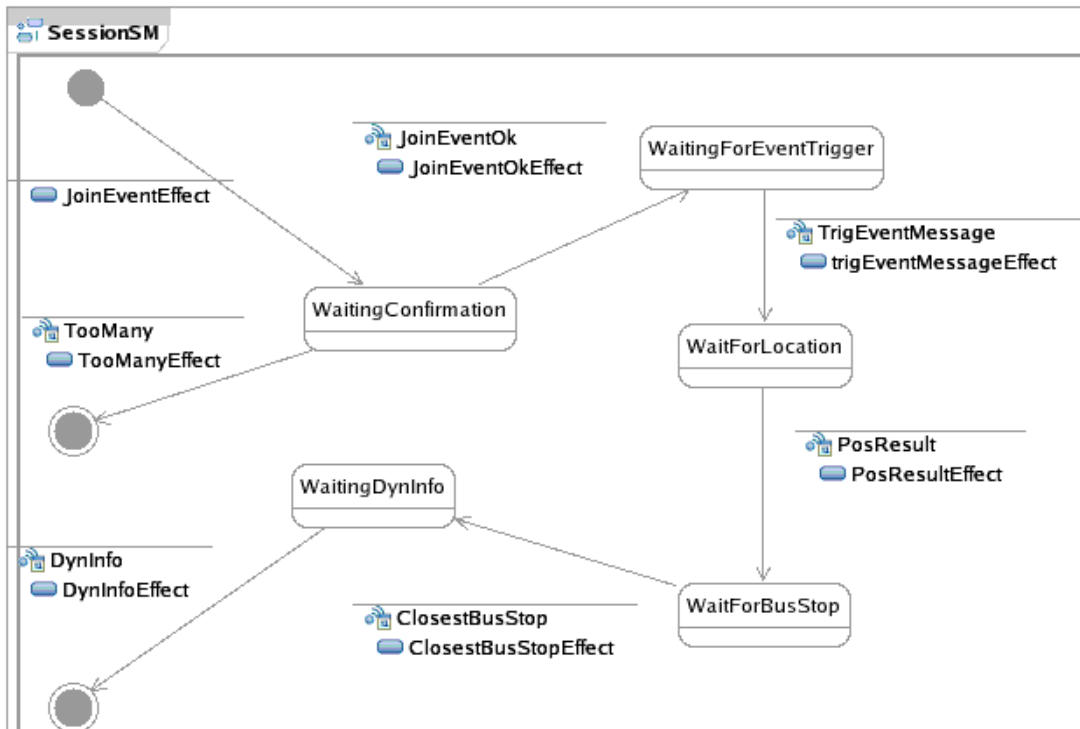 SessionSM
JoinEventOk
JoinEventOkEffect
WaitingForEventTrigger
JoinEventEffect
TrigEventMessage
trigEventMessageEffect
WaitingConfirmation
TooMany
TooManyEffect
WaitForLocation
PosResult
PosResultEffect
WaitingDynInfo
DynInfo
DynInfoEffect
WaitForBusStop
ClosestBusStop
ClosestBusStopEffect